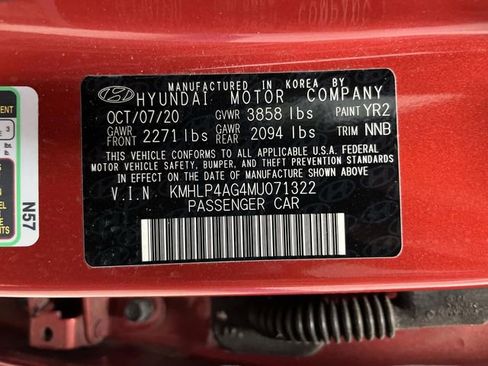 MANUFACTURED IN KOREA BY
HYUNDAI MOTOR COMPANY
OCT/07/20 GVWR 3858 lbs PAINT YR2
GAWR FRONT 2271 lbs GAWR REAR 2094 lbs TRIM NNB
THIS VEHICLE CONFORMS TO ALL APPLICABLE U.S.A. FEDERAL
MOTOR VEHICLE SAFETY, BUMPER, AND THEFT PREVENTION STANDARDS
IN EFFECT ON THE DATE OF MANUFACTURE SHOWN ABOVE.
V.I.N. KMHLP4AG4MU071322
PASSENGER CAR
N57
MENT
3